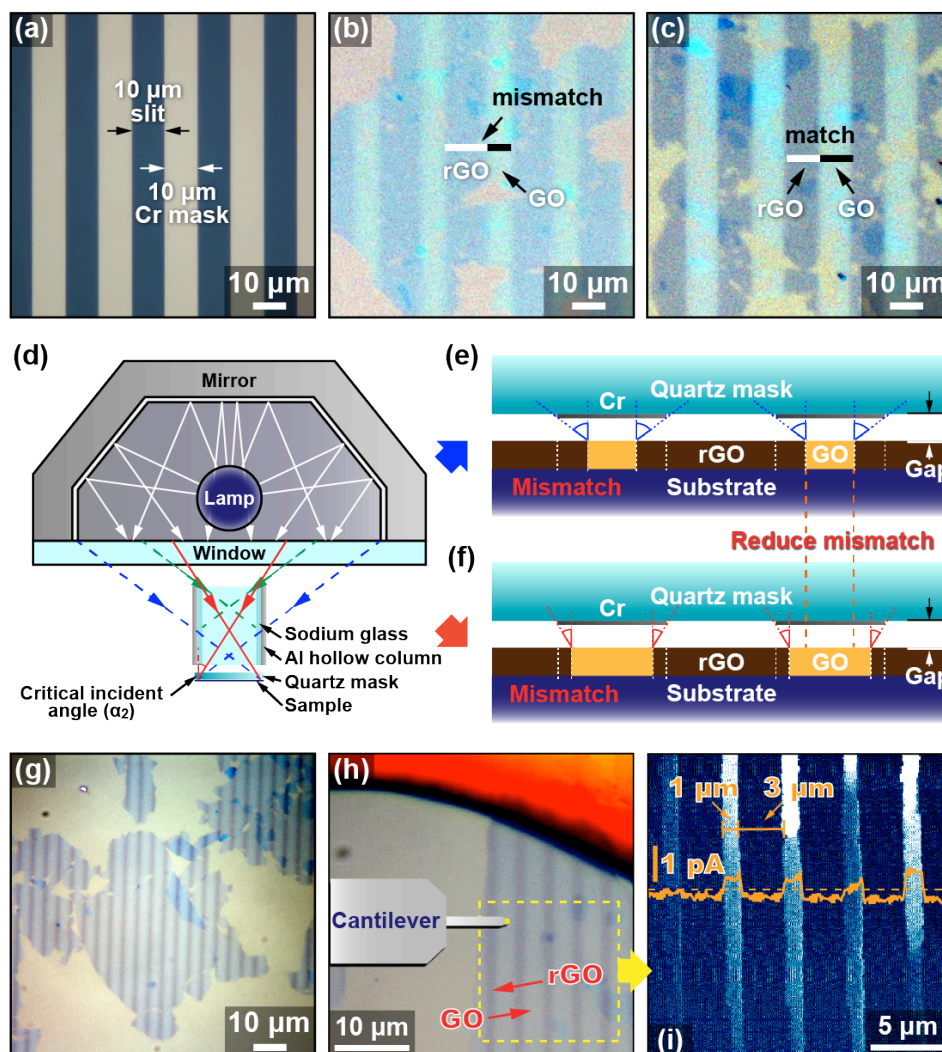 (a)
10 µm
slit
10 µm
Cr mask
10 µm
(b)
mismatch
rGO
GO
10 µm
(c)
match
rGO
GO
10 µm
(d)
Mirror
Lamp
Window
Sodium glass
Al hollow column
Quartz mask
Sample
Critical incident
angle (α₂)
(e)
Quartz mask
Cr
rGO
GO
Gap
Mismatch
Substrate
Reduce mismatch
(f)
Quartz mask
Cr
rGO
GO
Gap
Mismatch
Substrate
(g)
10 µm
(h)
Cantilever
rGO
GO
10 µm
1 µm
3 µm
1 pA
(i)
5 µm